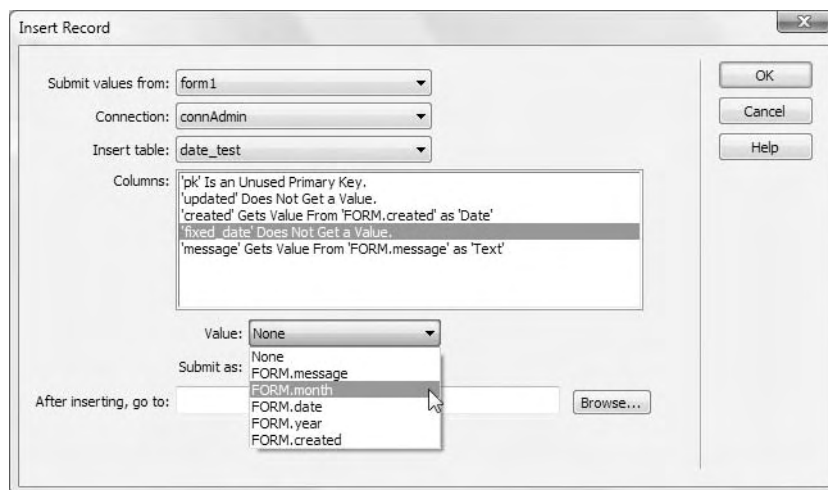 Insert Record
Submit values from: form1
OK
Connection: connAdmin
Cancel
Insert table: date_test
Help
Columns: 'pk' Is an Unused Primary Key.
'updated' Does Not Get a Value.
'created' Gets Value From 'FORM.created' as 'Date'
'fixed_date' Does Not Get a Value.
'message' Gets Value From 'FORM.message' as 'Text'
Value: None
Submit as:
None
FORM.message
FORM.month
After inserting, go to:
Browse...
FORM.date
FORM.year
FORM.created